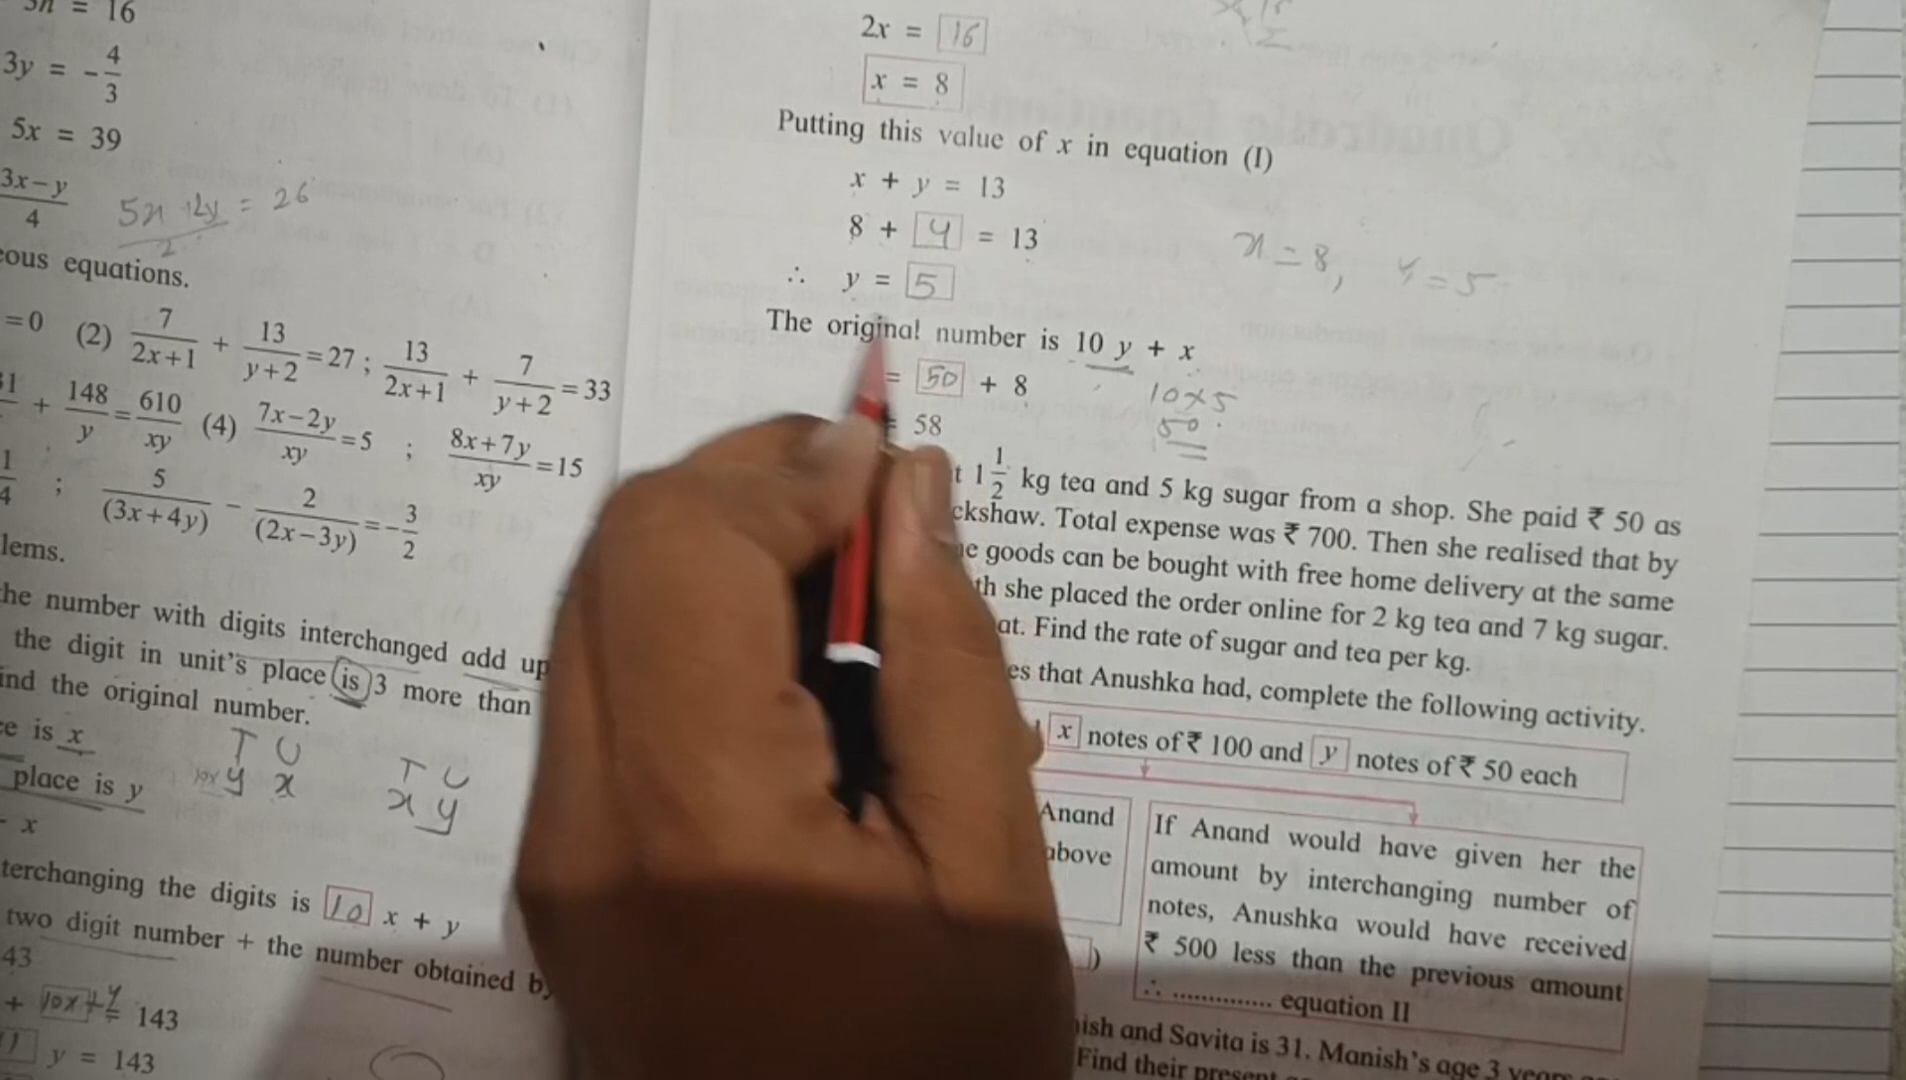 3n = 16
3y = -4/3
5x = 39
3x-y/4
5x+2y/2 = 26
equations.
=0 (2) 7/2x+1 + 13/y+2 =27 ; 13/2x+1 + 7/y+2 =33
+ 148/y = 610/xy (4) 7x-2y/xy =5 ; 8x+7y/xy =15
1/4 ; 5/(3x+4y) - 2/(2x-3y) =-3/2
the number with digits interchanged add up
the digit in unit's place is 3 more than
the original number.
is x
place is y
T U
10x y x
T U
x y
- x
the digits is 10 x + y
two digit number + the number obtained by
43
+ 10x+y = 143
y = 143
2x = 16
x = 8
Putting this value of x in equation (I)
x + y = 13
8 + y = 13
∴ y = 5
x = 8, y = 5
The original number is 10 y + x
= 50 + 8
10×5
50
= 58
1 1/2 kg tea and 5 kg sugar from a shop. She paid ₹ 50 as
Total expense was ₹ 700. Then she realised that by
goods can be bought with free home delivery at the same
she placed the order online for 2 kg tea and 7 kg sugar.
Find the rate of sugar and tea per kg.
that Anushka had, complete the following activity.
x notes of ₹ 100 and y notes of ₹ 50 each
Anand
above
)
If Anand would have given her the
amount by interchanging number of
notes, Anushka would have received
₹ 500 less than the previous amount
∴ .............. equation II
and Savita is 31. Manish's age 3 years
Find their present